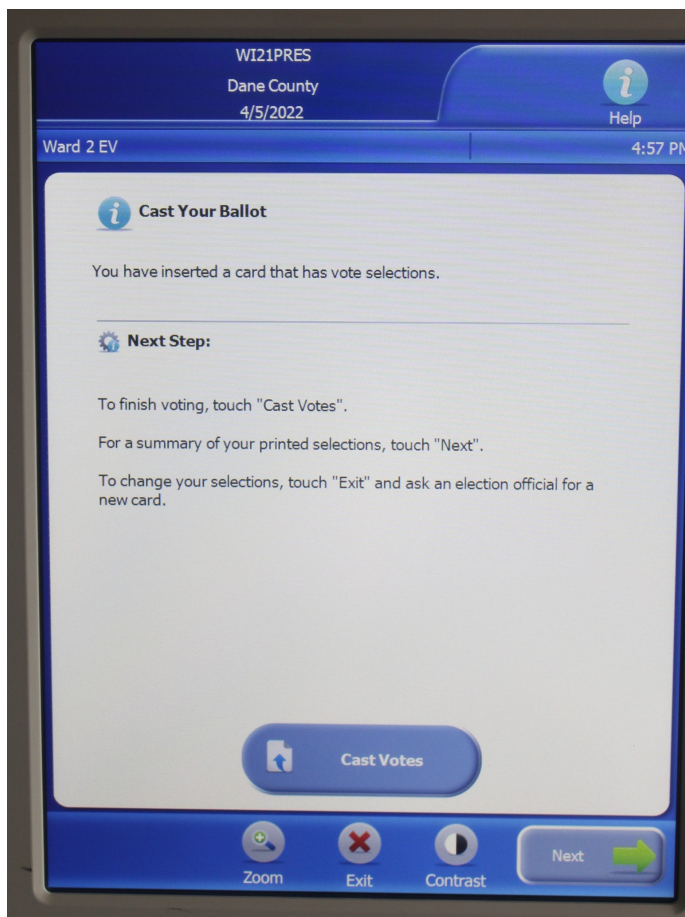 WI21PRES
Dane County
4/5/2022
Help
Ward 2 EV
4:57 PM
Cast Your Ballot
You have inserted a card that has vote selections.
Next Step:
To finish voting, touch "Cast Votes".
For a summary of your printed selections, touch "Next".
To change your selections, touch "Exit" and ask an election official for a
new card.
Cast Votes
Zoom
Exit
Contrast
Next